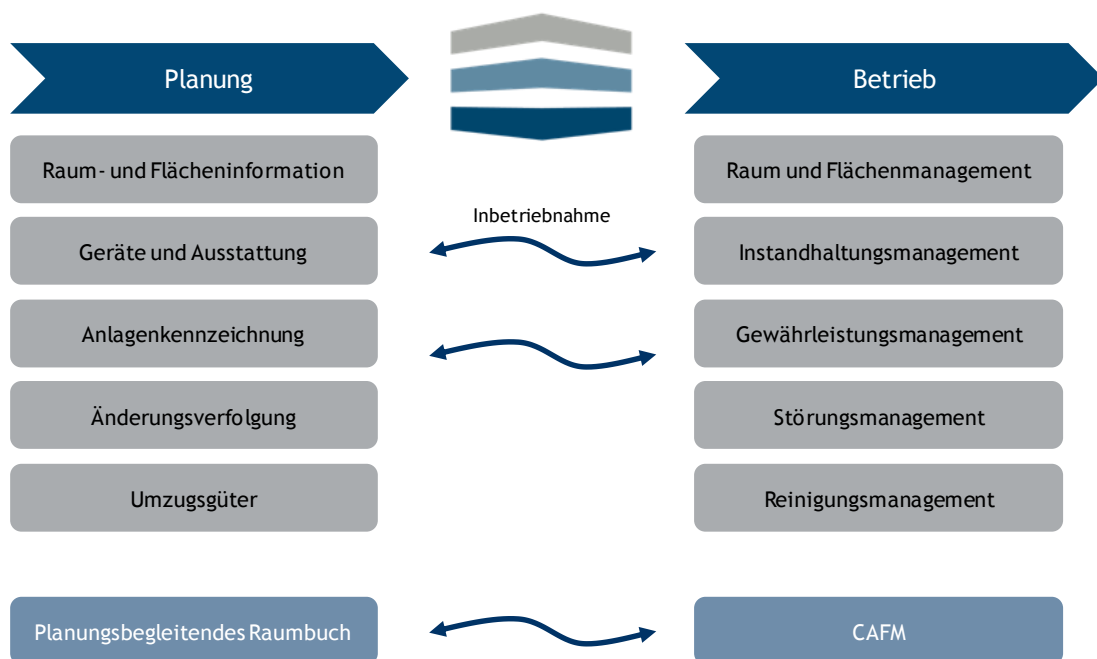 Planung
Betrieb
Raum- und Flächeninformation
Raum und Flächenmanagement
Inbetriebnahme
Geräte und Ausstattung
Instandhaltungsmanagement
Anlagenkennzeichnung
Gewährleistungsmanagement
Änderungsverfolgung
Störungsmanagement
Umzugsgüter
Reinigungsmanagement
Planungsbegleitendes Raumbuch
CAFM